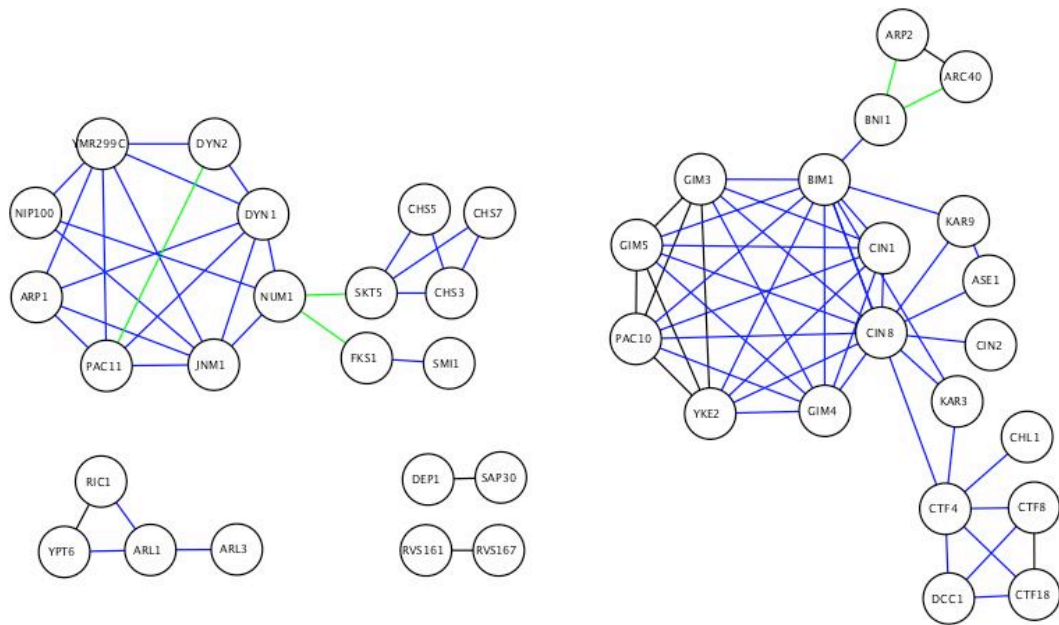 ARP2
ARC40
BNI1
YMR299C
DYN2
GIM3
BIM1
NIP100
DYN1
CHS5
CHS7
KAR9
GIM5
CIN1
ASE1
ARP1
NUM1
SKT5
CHS3
PAC10
CIN8
CIN2
PAC11
JNM1
FKS1
SMI1
YKE2
GIM4
KAR3
CHL1
RIC1
DEP1
SAP30
CTF4
CTF8
YPT6
ARL1
ARL3
RVS161
RVS167
DCC1
CTF18